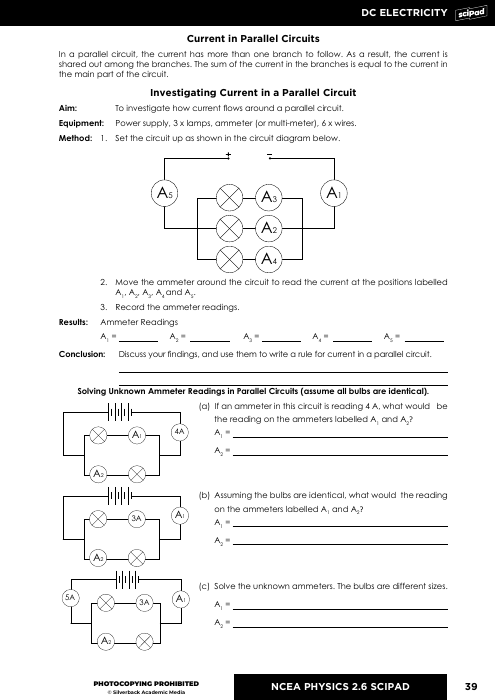 DC ELECTRICITY scipad
Current in Parallel Circuits
In a parallel circuit, the current has more than one branch to follow. As a result, the current is
shared out among the branches. The sum of the current in the branches is equal to the current in
the main part of the circuit.
Investigating Current in a Parallel Circuit
Aim: To investigate how current flows around a parallel circuit.
Equipment: Power supply, 3 x lamps, ammeter (or multi-meter), 6 x wires.
Method: 1. Set the circuit up as shown in the circuit diagram below.
+ –
A5 A3 A1
A2
A4
2. Move the ammeter around the circuit to read the current at the positions labelled
A1, A2, A3, A4 and A5.
3. Record the ammeter readings.
Results: Ammeter Readings
A1 = ______ A2 = ______ A3 = ______ A4 = ______ A5 = ______
Conclusion: Discuss your findings, and use them to write a rule for current in a parallel circuit.
Solving Unknown Ammeter Readings in Parallel Circuits (assume all bulbs are identical).
A1 4A
A2
(a) If an ammeter in this circuit is reading 4 A, what would be
the reading on the ammeters labelled A1 and A2?
A1 =
A2 =
3A A1
A2
(b) Assuming the bulbs are identical, what would the reading
on the ammeters labelled A1 and A2?
A1 =
A2 =
5A 3A A1
A2
(c) Solve the unknown ammeters. The bulbs are different sizes.
A1 =
A2 =
PHOTOCOPYING PROHIBITED
© Silverback Academic Media
NCEA PHYSICS 2.6 SCIPAD
39